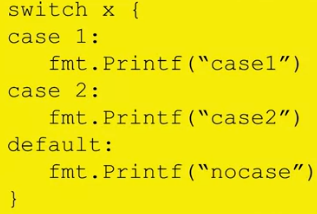 switch x {
case 1:
   fmt.Printf(“case1”)
case 2:
   fmt.Printf(“case2”)
default:
   fmt.Printf(“nocase”)
}